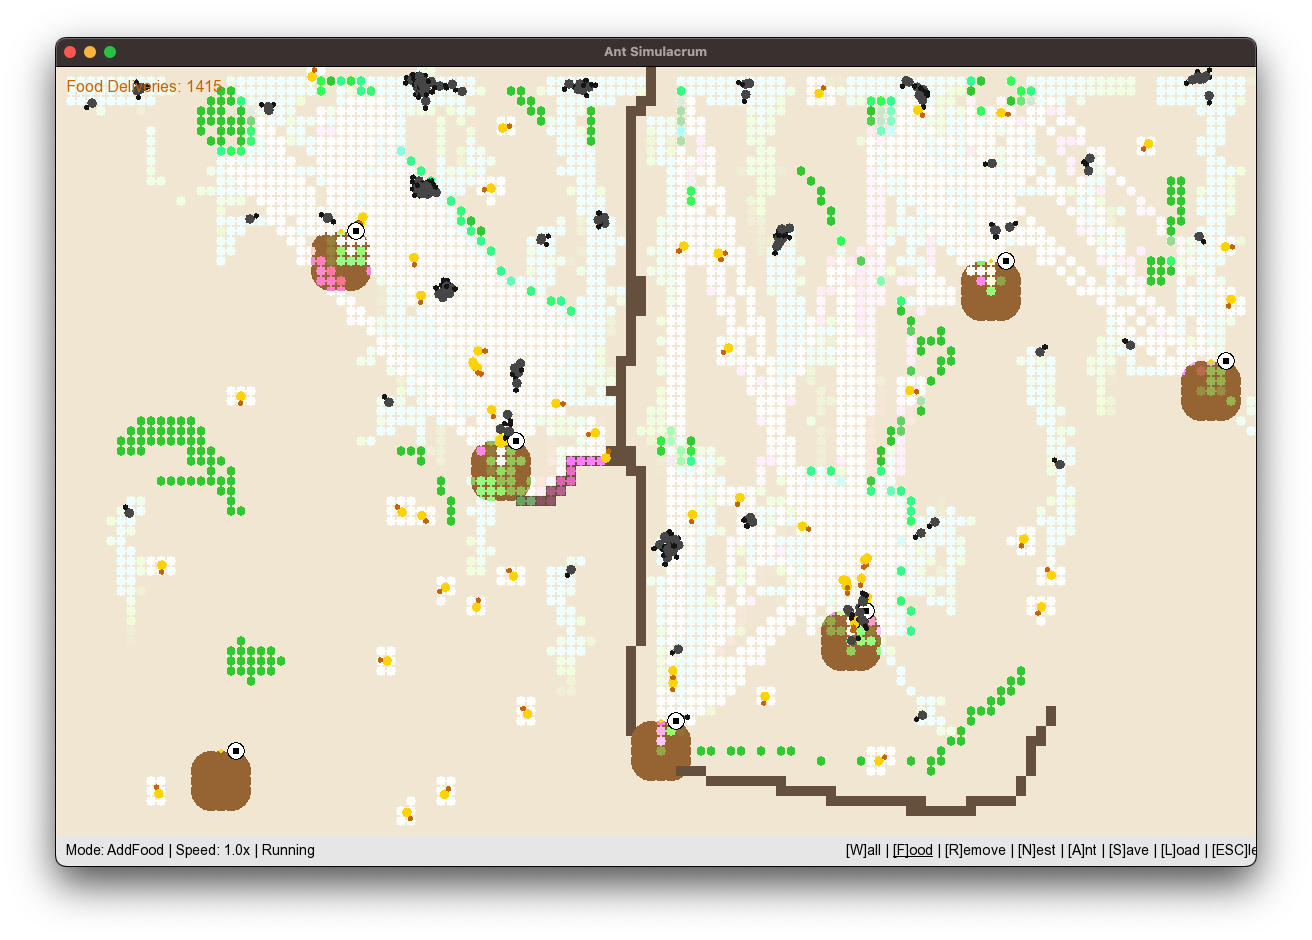 Ant Simulacrum
Food Deliveries: 1415
Mode: AddFood | Speed: 1.0x | Running
[W]all | [F]ood | [R]emove | [N]est | [A]nt | [S]ave | [L]oad | [ESC]le